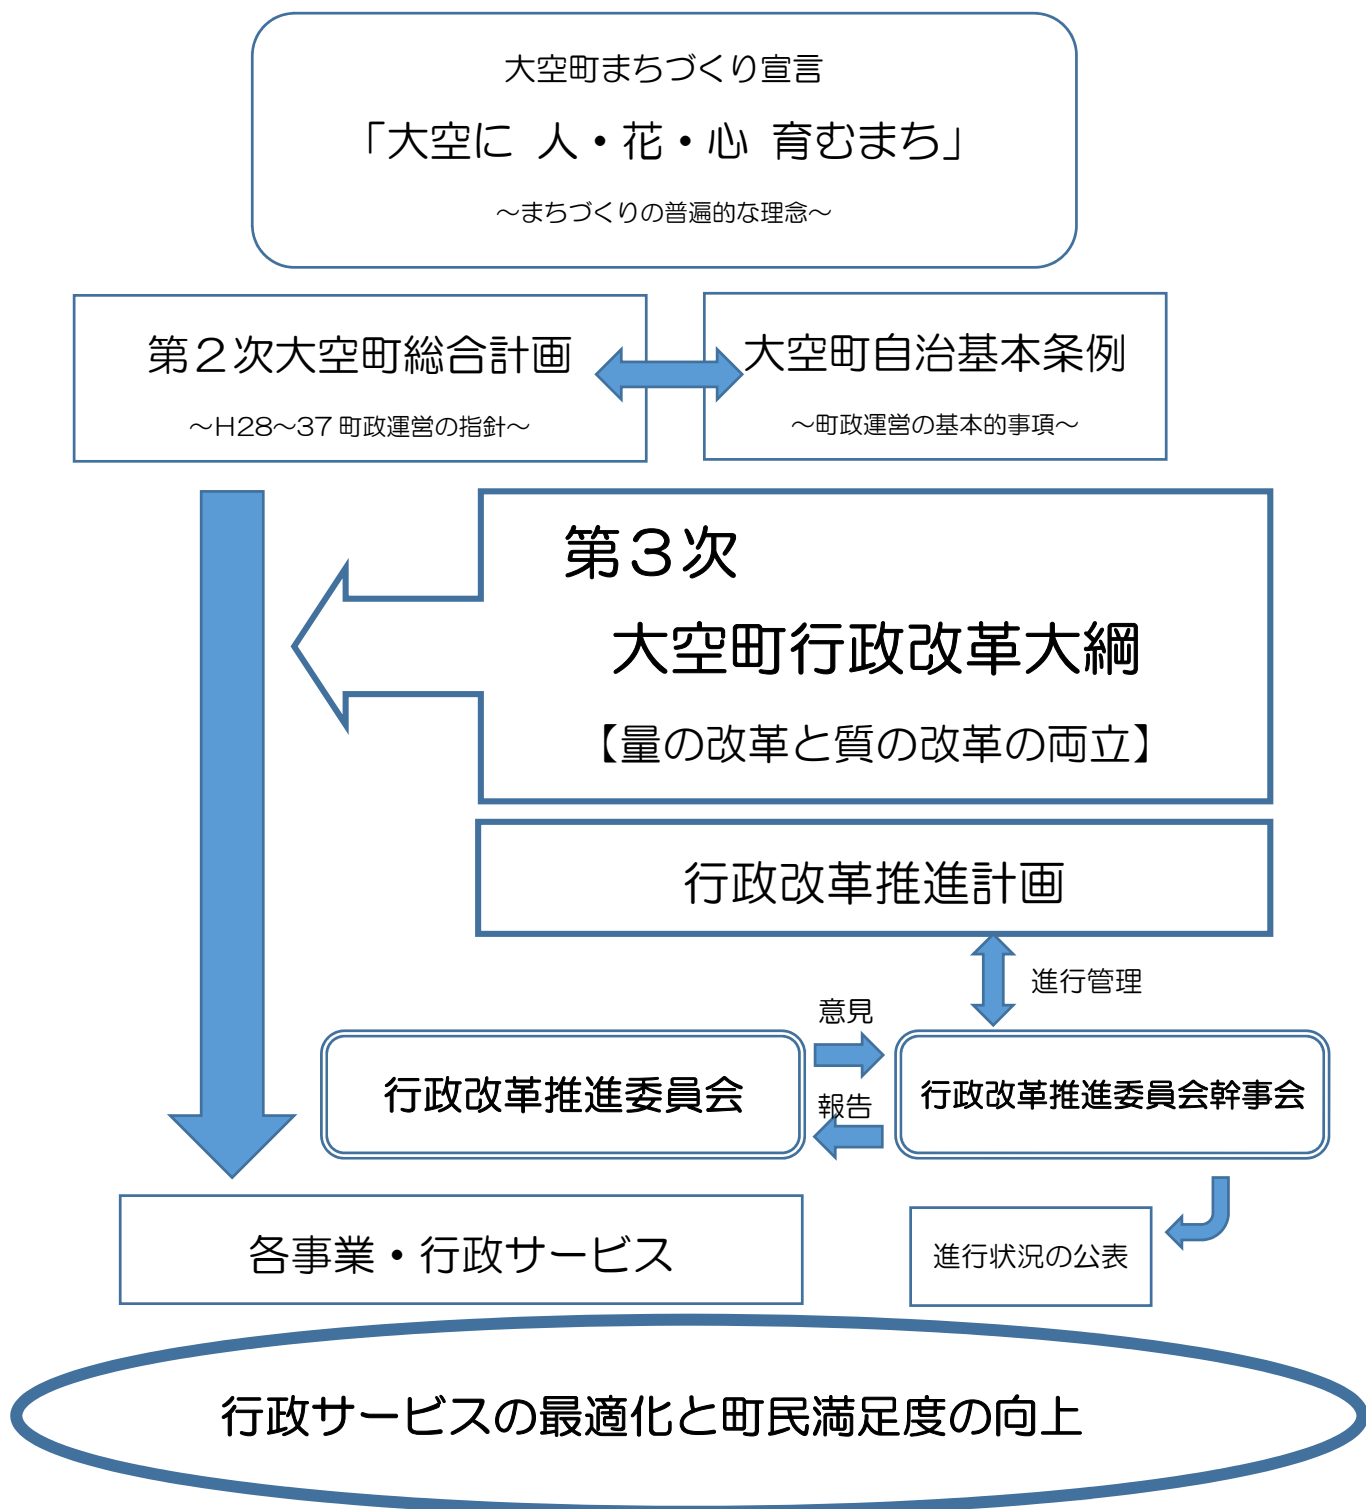 大空町まちづくり宣言
「大空に 人・花・心 育むまち」
～まちづくりの普遍的な理念～
第２次大空町総合計画
～H28～37 町政運営の指針～
大空町自治基本条例
～町政運営の基本的事項～
第３次
大空町行政改革大綱
【量の改革と質の改革の両立】
行政改革推進計画
進行管理
意見
行政改革推進委員会
報告
行政改革推進委員会幹事会
各事業・行政サービス
進行状況の公表
行政サービスの最適化と町民満足度の向上